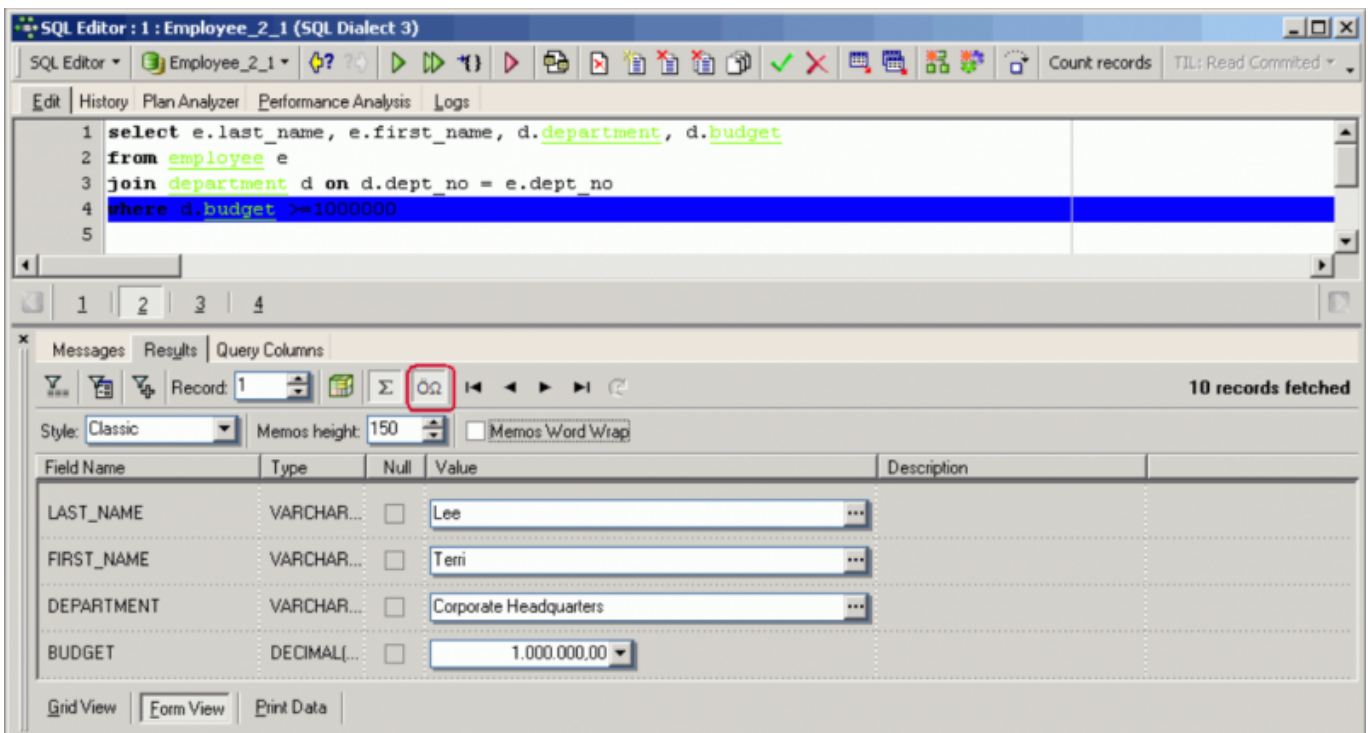 SQL Editor : 1 : Employee_2_1 (SQL Dialect 3)
SQL Editor Employee_2_1 Count records TIL: Read Commited
Edit History Plan Analyzer Performance Analysis Logs
1 select e.last_name, e.first_name, d.department, d.budget
2 from employee e
3 join department d on d.dept_no = e.dept_no
4 where d.budget >=1000000
5
1 2 3 4
Messages Results Query Columns
Record: 1 Σ ÖΩ 10 records fetched
Style: Classic Memos height: 150 Memos Word Wrap
Field Name Type Null Value Description
LAST_NAME VARCHAR... Lee ...
FIRST_NAME VARCHAR... Terri ...
DEPARTMENT VARCHAR... Corporate Headquarters ...
BUDGET DECIMAL(... 1.000.000,00
Grid View Form View Print Data